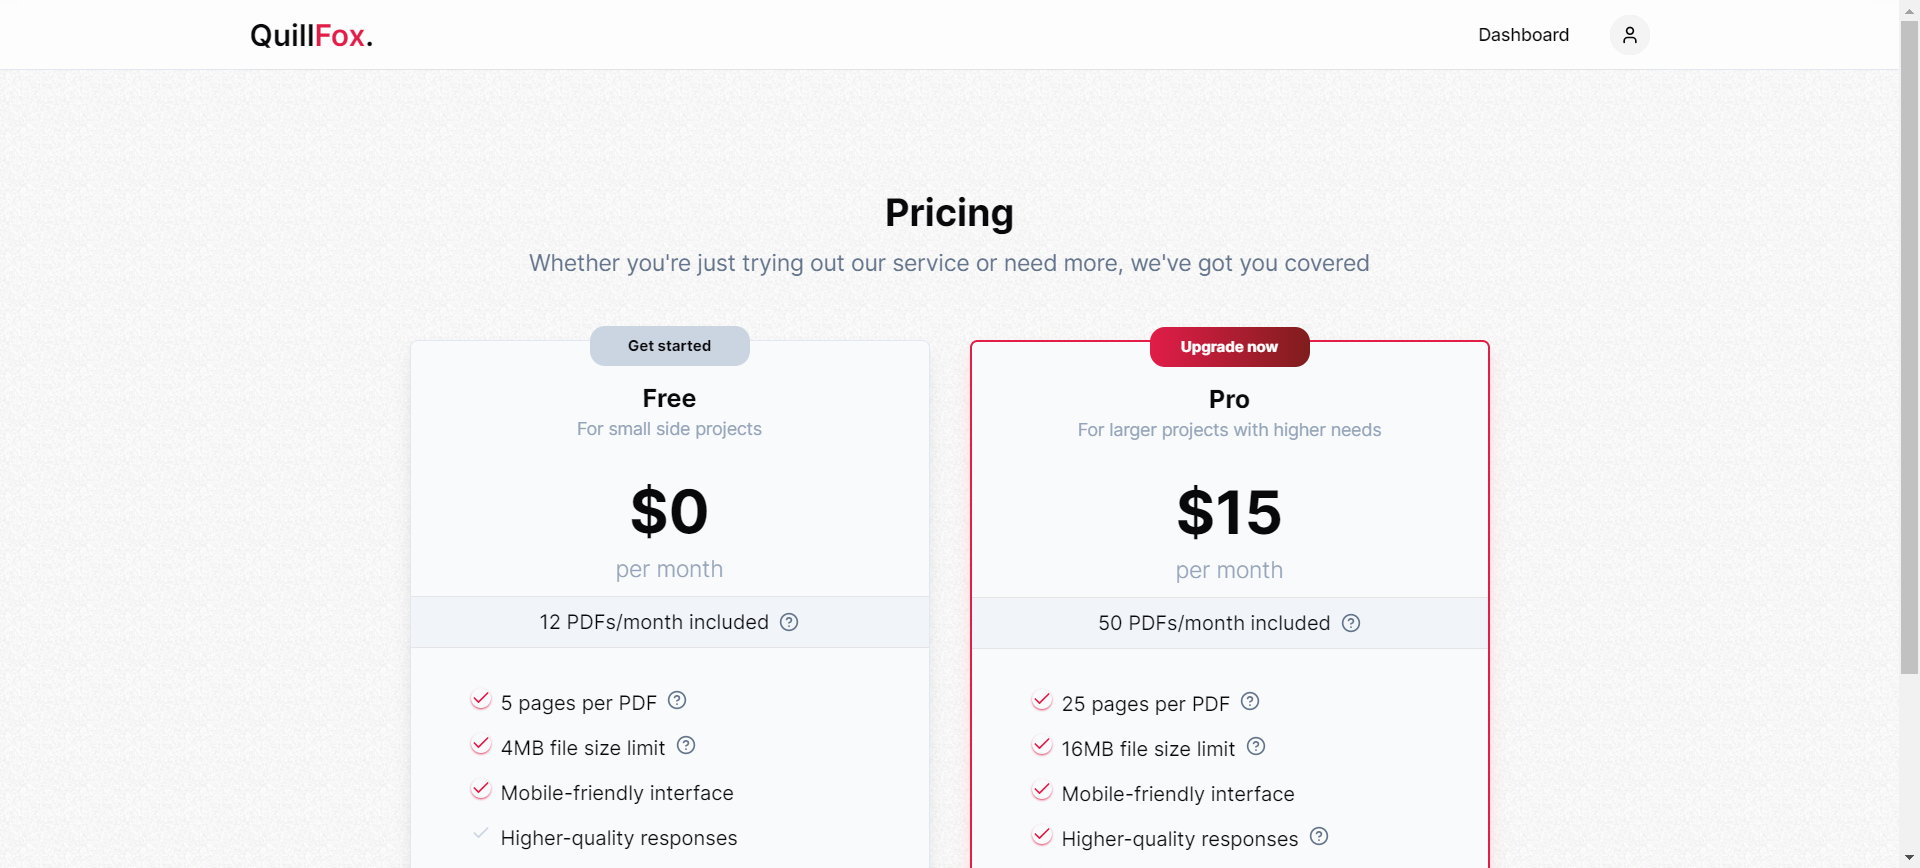 QuillFox.
Dashboard
Pricing
Whether you're just trying out our service or need more, we've got you covered
Get started
Free
For small side projects
$0
per month
12 PDFs/month included
5 pages per PDF
4MB file size limit
Mobile-friendly interface
Higher-quality responses
Upgrade now
Pro
For larger projects with higher needs
$15
per month
50 PDFs/month included
25 pages per PDF
16MB file size limit
Mobile-friendly interface
Higher-quality responses